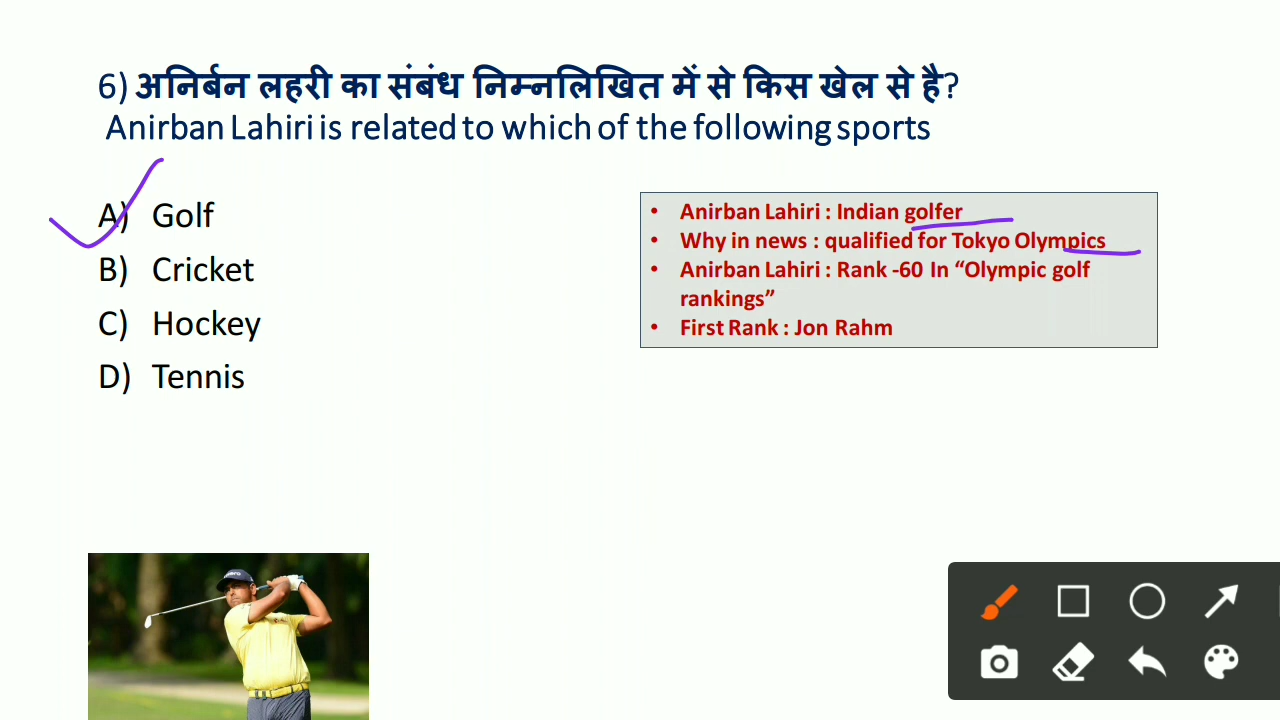 6) अनिर्बन लहरी का संबंध निम्नलिखित में से किस खेल से है?
Anirban Lahiri is related to which of the following sports
A) Golf
B) Cricket
C) Hockey
D) Tennis
• Anirban Lahiri : Indian golfer
• Why in news : qualified for Tokyo Olympics
• Anirban Lahiri : Rank -60 In “Olympic golf
rankings”
• First Rank : Jon Rahm